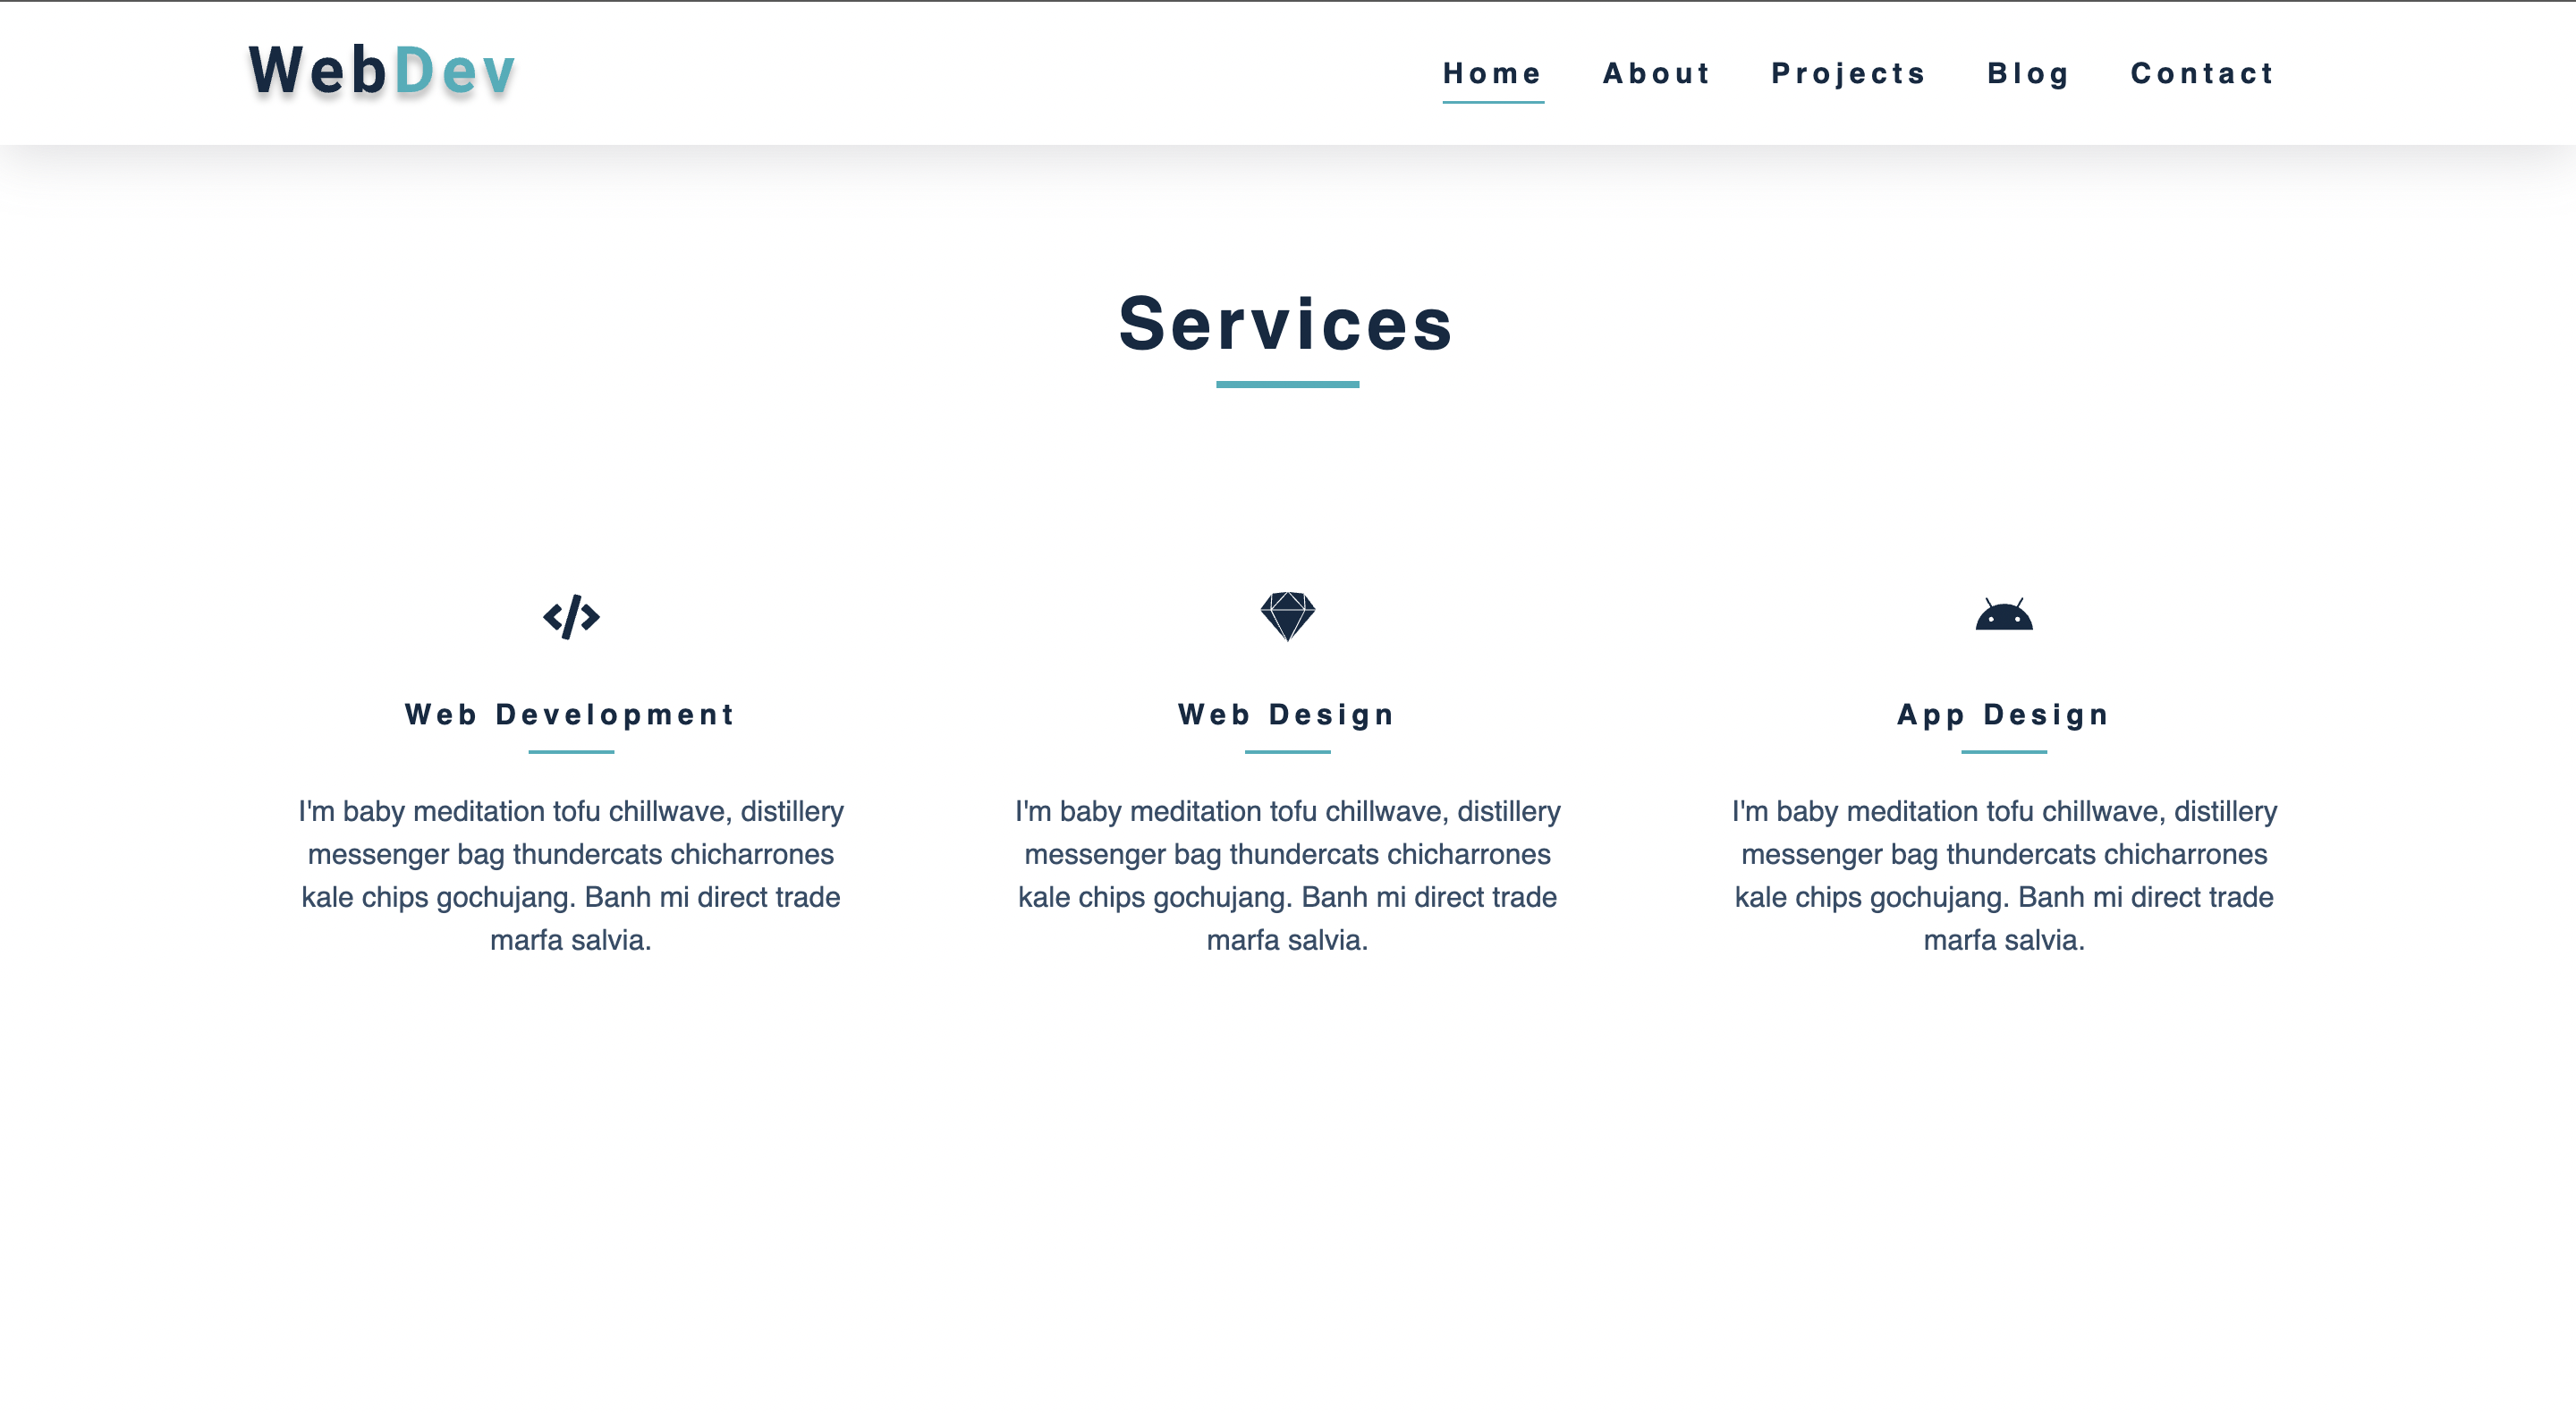 WebDev
Home About Projects Blog Contact
Services
Web Development
I'm baby meditation tofu chillwave, distillery
messenger bag thundercats chicharrones
kale chips gochujang. Banh mi direct trade
marfa salvia.
Web Design
I'm baby meditation tofu chillwave, distillery
messenger bag thundercats chicharrones
kale chips gochujang. Banh mi direct trade
marfa salvia.
App Design
I'm baby meditation tofu chillwave, distillery
messenger bag thundercats chicharrones
kale chips gochujang. Banh mi direct trade
marfa salvia.